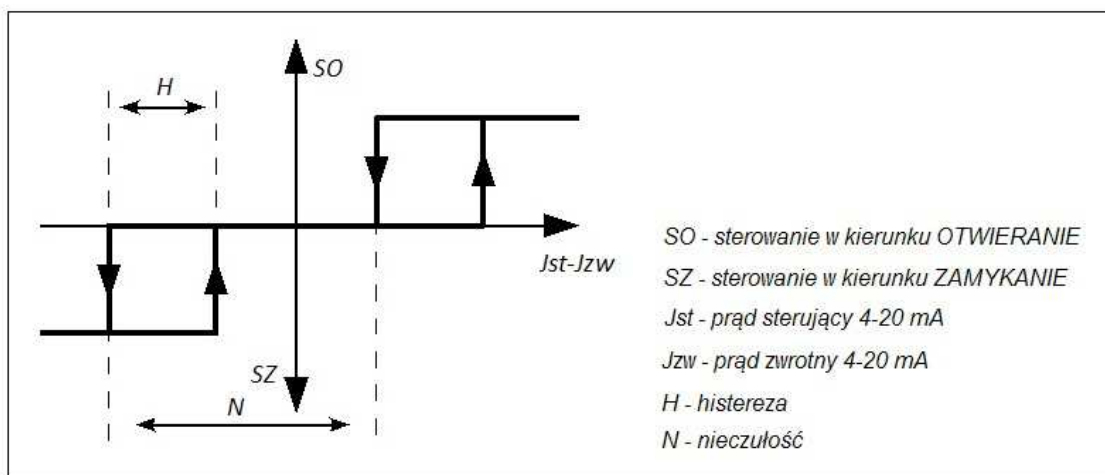 SO
H
Jst-Jzw
SZ
N
SO - sterowanie w kierunku OTWIERANIE
SZ - sterowanie w kierunku ZAMYKANIE
Jst - prąd sterujący 4-20 mA
Jzw - prąd zwrotny 4-20 mA
H - histereza
N - nieczułość